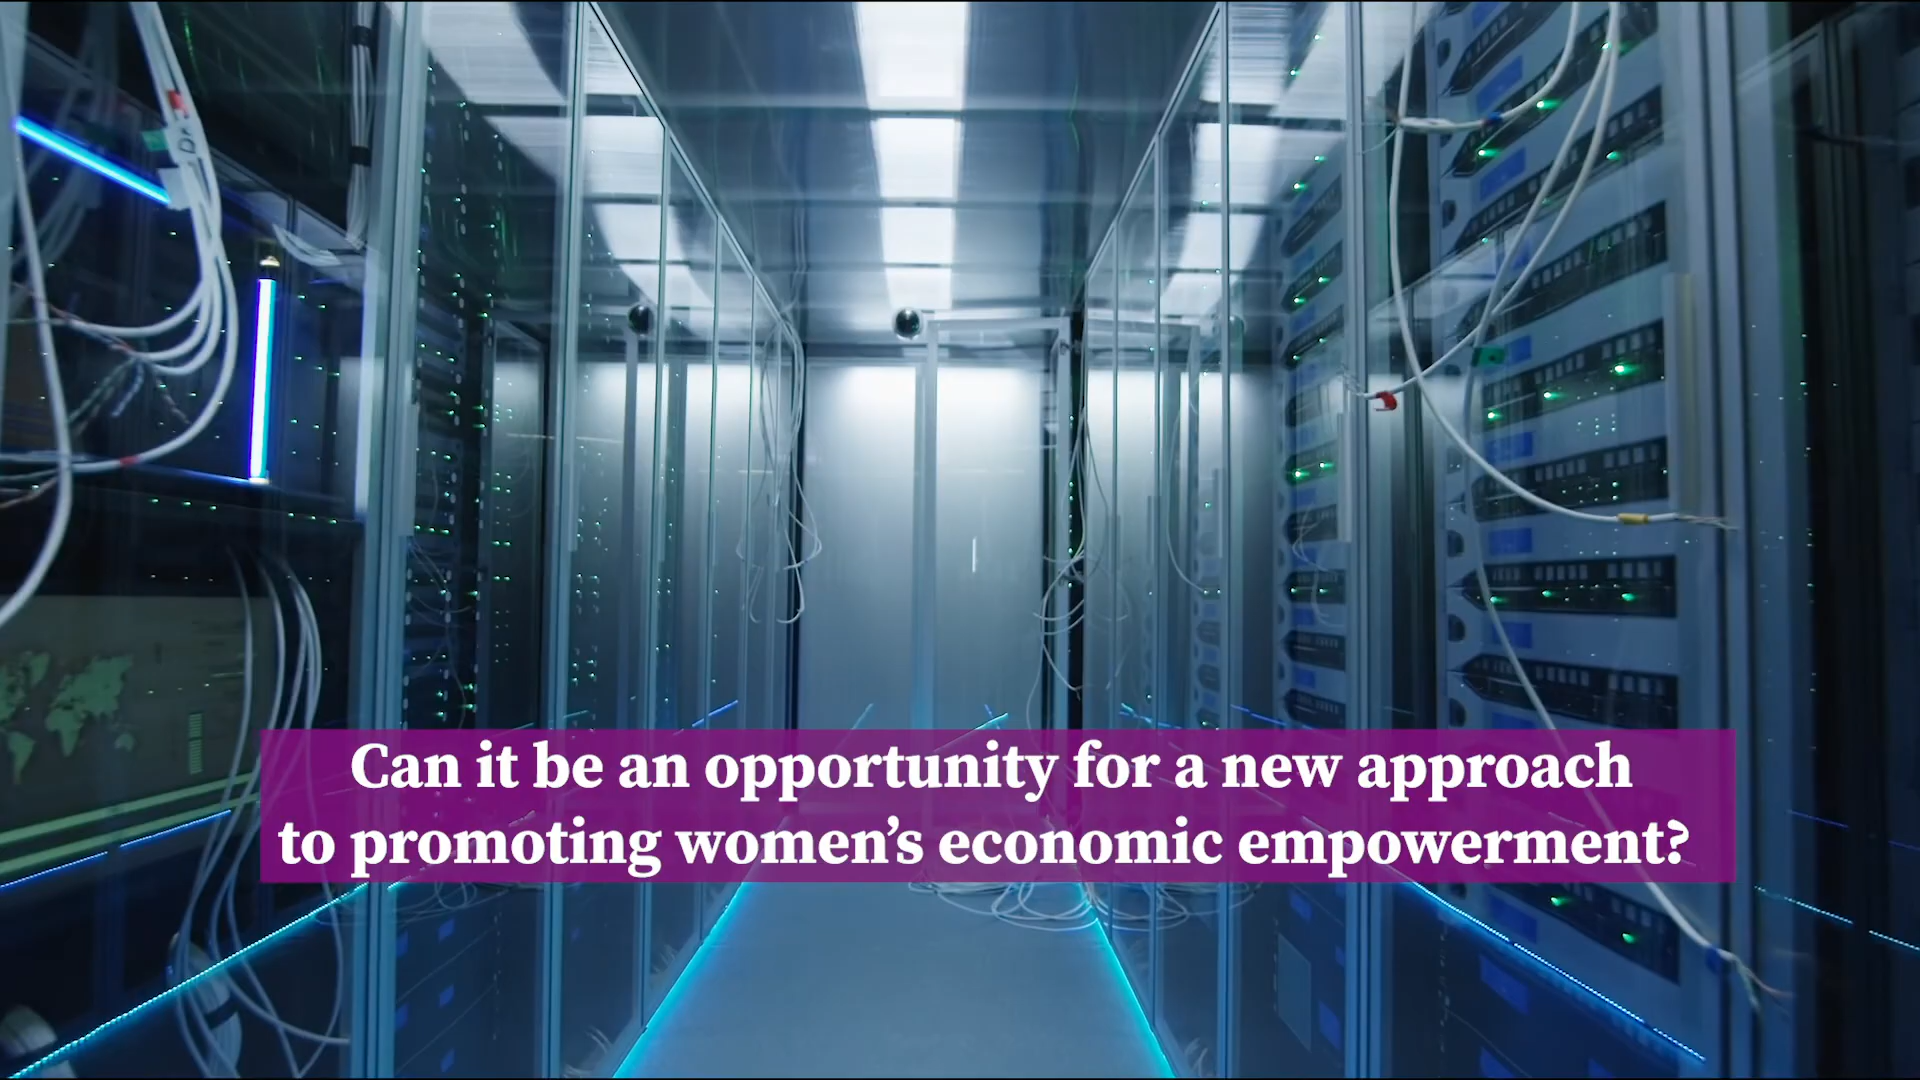 Can it be an opportunity for a new approach
to promoting women’s economic empowerment?